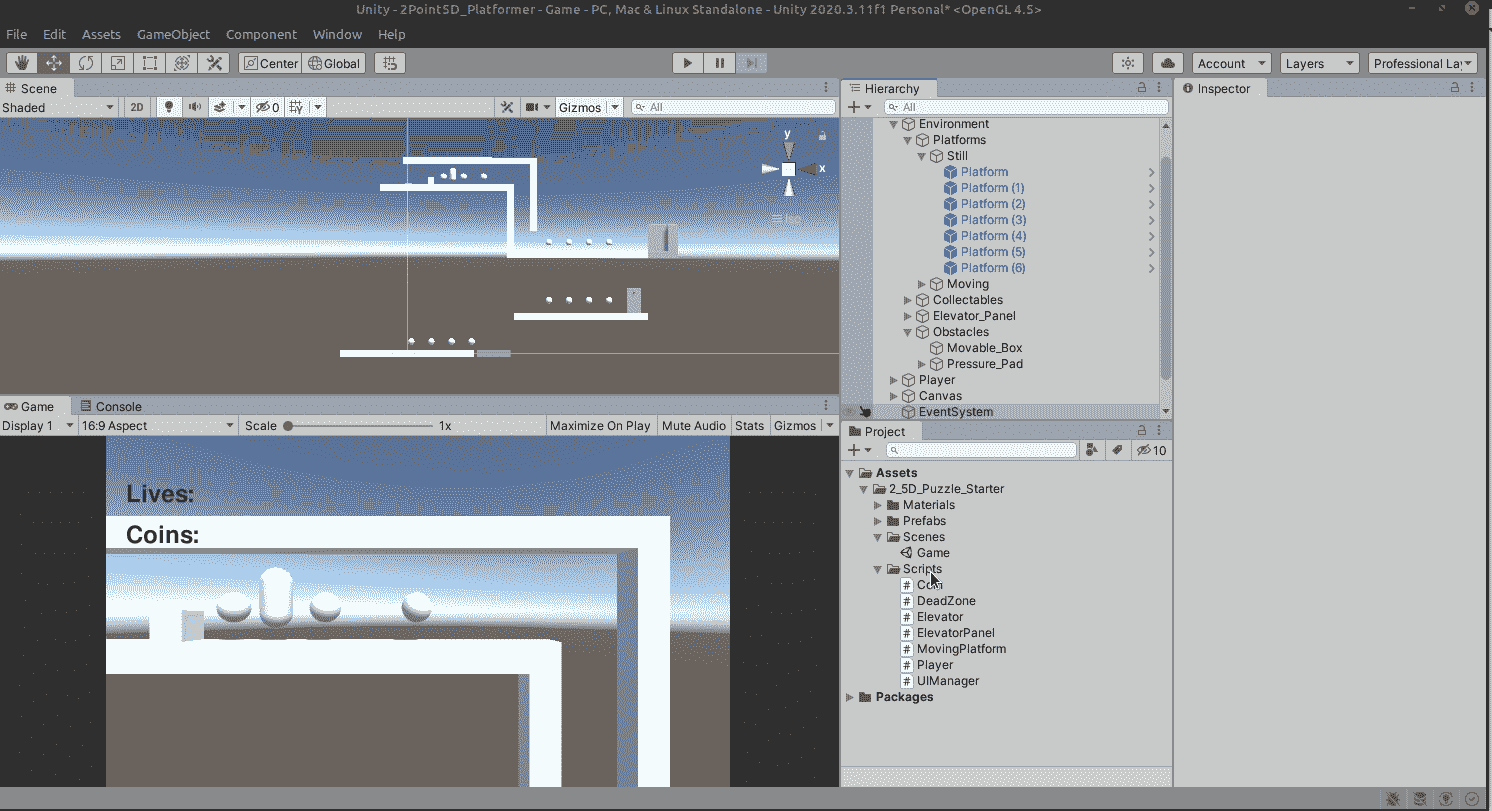 Unity - 2Point5D_Platformer - Game - PC, Mac & Linux Standalone - Unity 2020.3.11f1 Personal* <OpenGL 4.5>
File Edit Assets GameObject Component Window Help
Center Global Account Layers Professional La
Scene
Shaded 2D 0 Gizmos All
y
x
Iso
Game Console
Display 1 16:9 Aspect Scale 1x Maximize On Play Mute Audio Stats Gizmos
Lives:
Coins:
Hierarchy
All
Environment
Platforms
Still
Platform
Platform (1)
Platform (2)
Platform (3)
Platform (4)
Platform (5)
Platform (6)
Moving
Collectables
Elevator_Panel
Obstacles
Movable_Box
Pressure_Pad
Player
Canvas
EventSystem
Project
10
Assets
2_5D_Puzzle_Starter
Materials
Prefabs
Scenes
Game
Scripts
# DeadZone
# Elevator
# ElevatorPanel
# MovingPlatform
# Player
# UIManager
Packages
Inspector